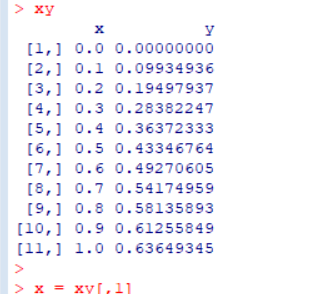 > xy
x y
[1,] 0.0 0.00000000
[2,] 0.1 0.09934936
[3,] 0.2 0.19497937
[4,] 0.3 0.28382247
[5,] 0.4 0.36372333
[6,] 0.5 0.43346764
[7,] 0.6 0.49270605
[8,] 0.7 0.54174959
[9,] 0.8 0.58135893
[10,] 0.9 0.61255849
[11,] 1.0 0.63649345
>
> x = xy[,1]